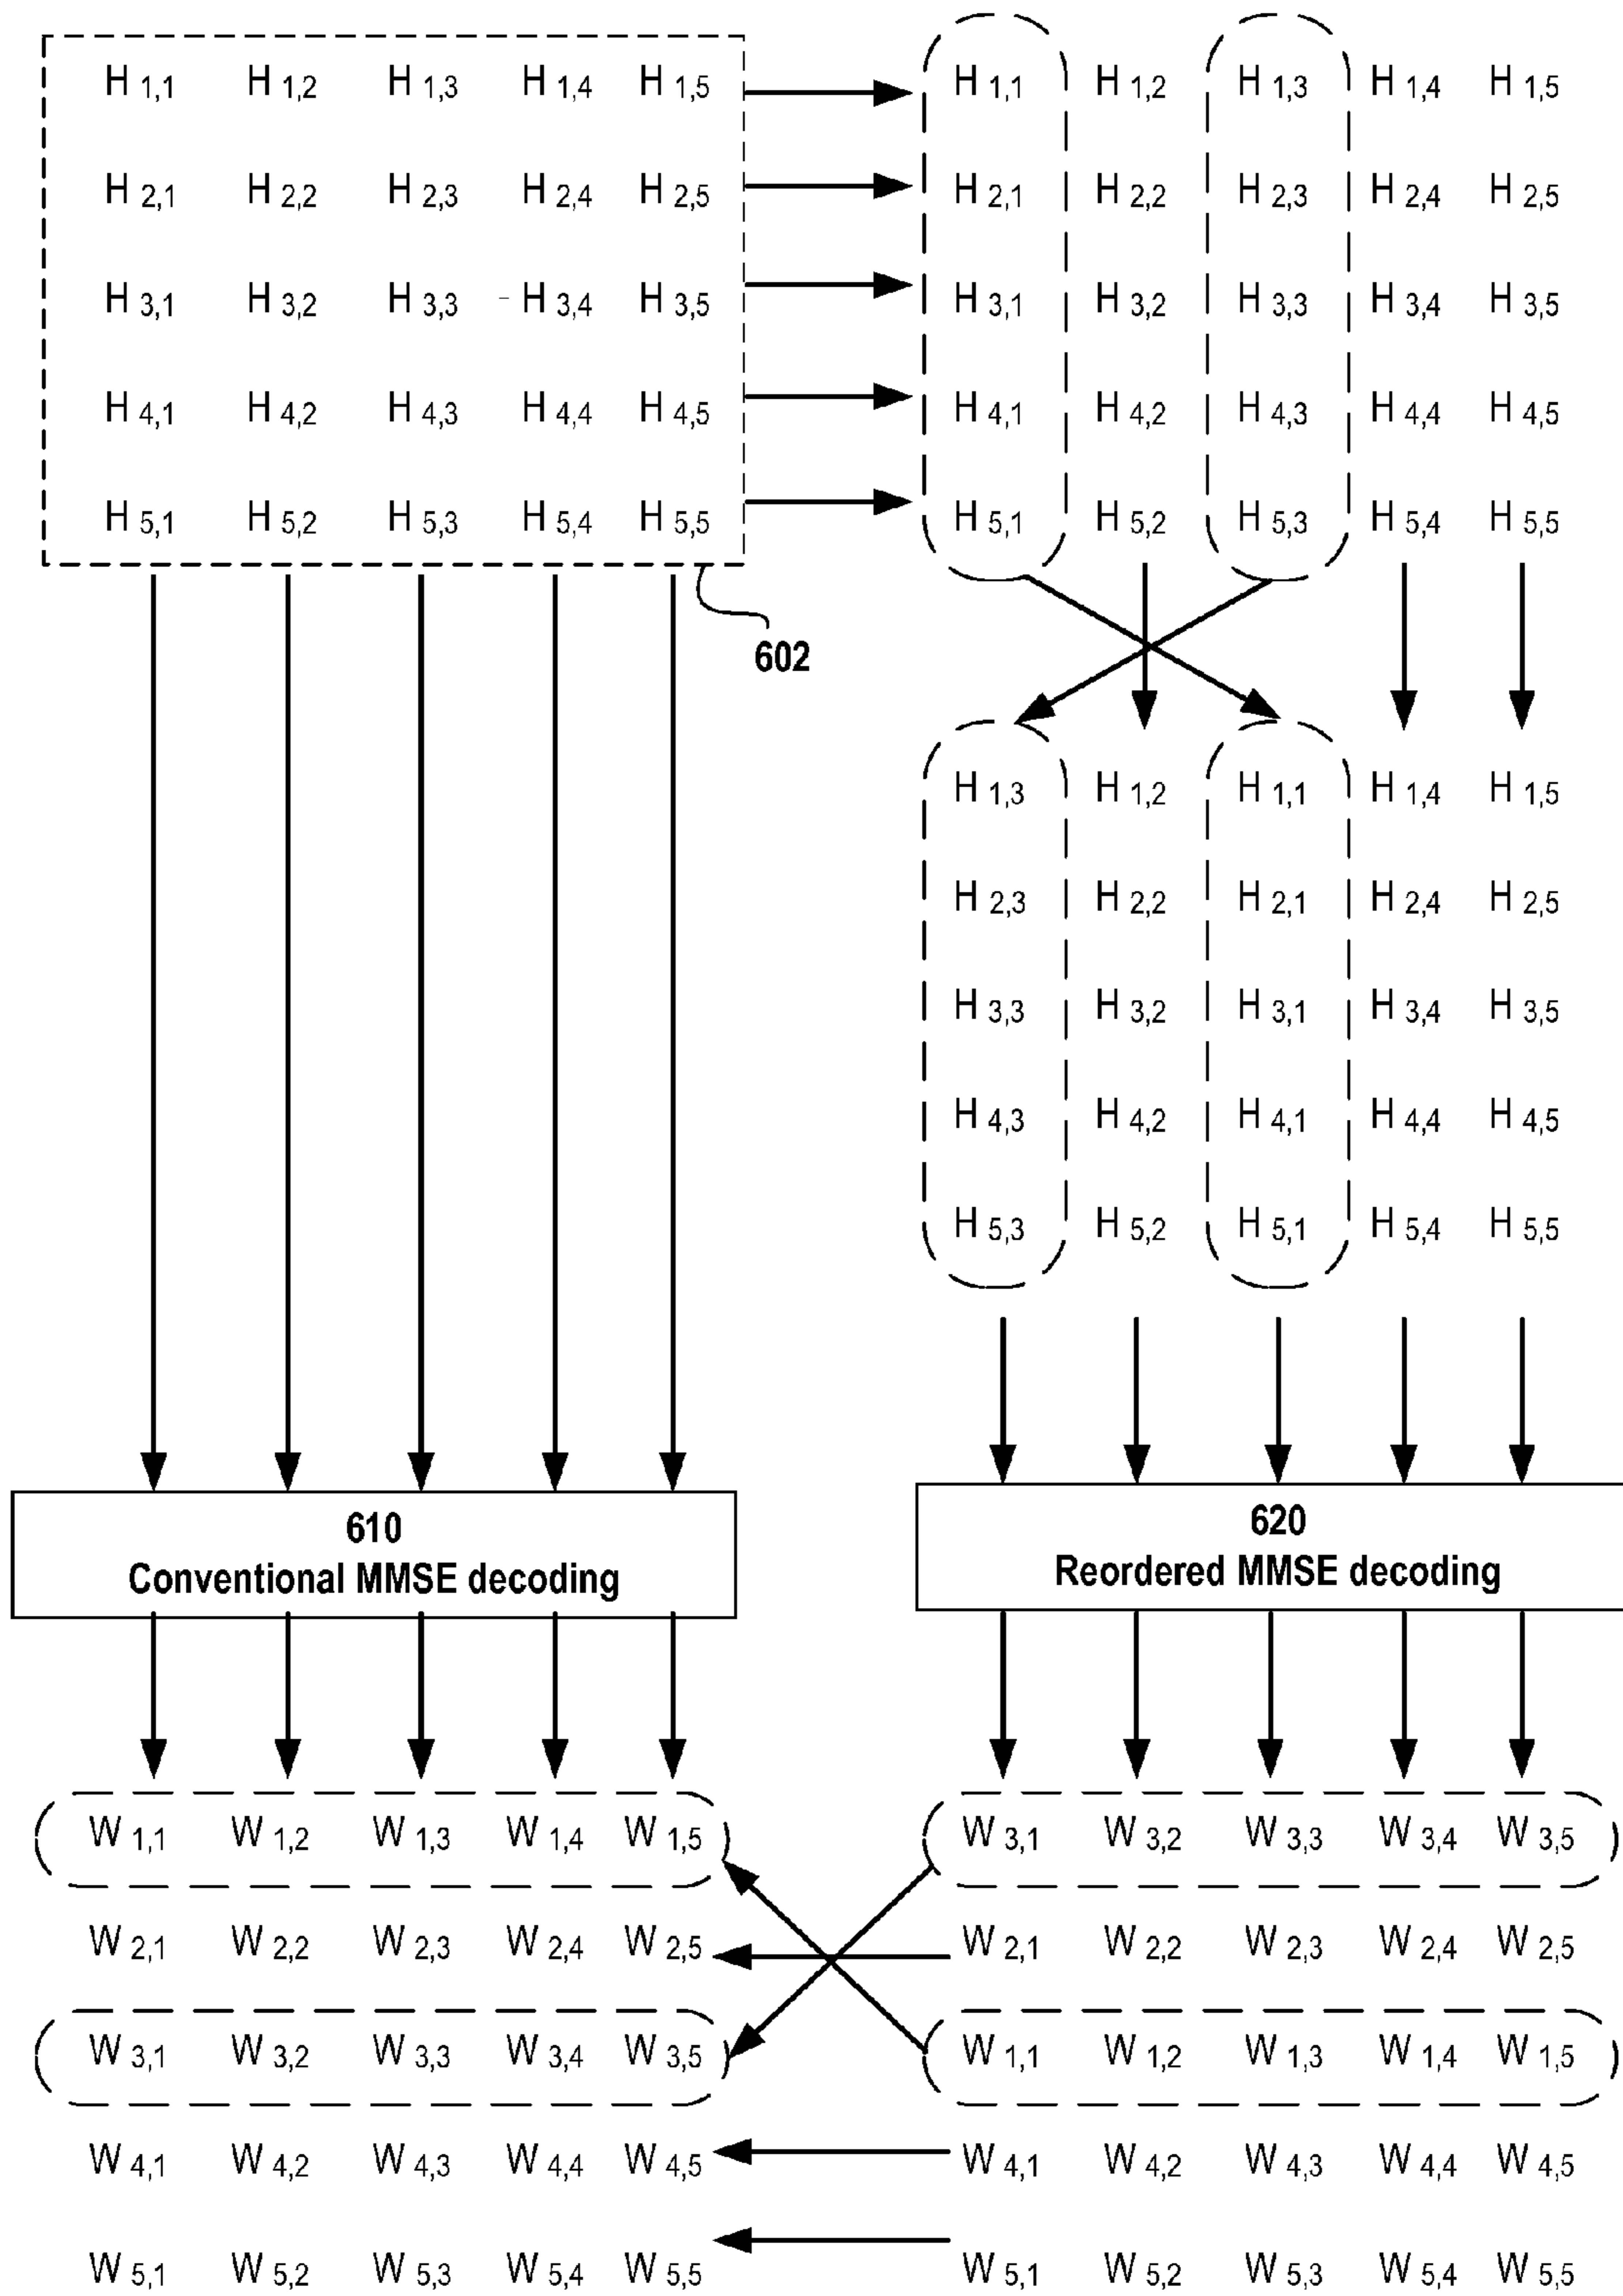 H 1,1 H 1,2 H 1,3 H 1,4 H 1,5 H 1,1 H 1,2 H 1,3 H 1,4 H 1,5
H 2,1 H 2,2 H 2,3 H 2,4 H 2,5 H 2,1 H 2,2 H 2,3 H 2,4 H 2,5
H 3,1 H 3,2 H 3,3 H 3,4 H 3,5 H 3,1 H 3,2 H 3,3 H 3,4 H 3,5
H 4,1 H 4,2 H 4,3 H 4,4 H 4,5 H 4,1 H 4,2 H 4,3 H 4,4 H 4,5
H 5,1 H 5,2 H 5,3 H 5,4 H 5,5 H 5,1 H 5,2 H 5,3 H 5,4 H 5,5
602
H 1,3 H 1,2 H 1,1 H 1,4 H 1,5
H 2,3 H 2,2 H 2,1 H 2,4 H 2,5
H 3,3 H 3,2 H 3,1 H 3,4 H 3,5
H 4,3 H 4,2 H 4,1 H 4,4 H 4,5
H 5,3 H 5,2 H 5,1 H 5,4 H 5,5
610
Conventional MMSE decoding
620
Reordered MMSE decoding
W 1,1 W 1,2 W 1,3 W 1,4 W 1,5 W 3,1 W 3,2 W 3,3 W 3,4 W 3,5
W 2,1 W 2,2 W 2,3 W 2,4 W 2,5 W 2,1 W 2,2 W 2,3 W 2,4 W 2,5
W 3,1 W 3,2 W 3,3 W 3,4 W 3,5 W 1,1 W 1,2 W 1,3 W 1,4 W 1,5
W 4,1 W 4,2 W 4,3 W 4,4 W 4,5 W 4,1 W 4,2 W 4,3 W 4,4 W 4,5
W 5,1 W 5,2 W 5,3 W 5,4 W 5,5 W 5,1 W 5,2 W 5,3 W 5,4 W 5,5